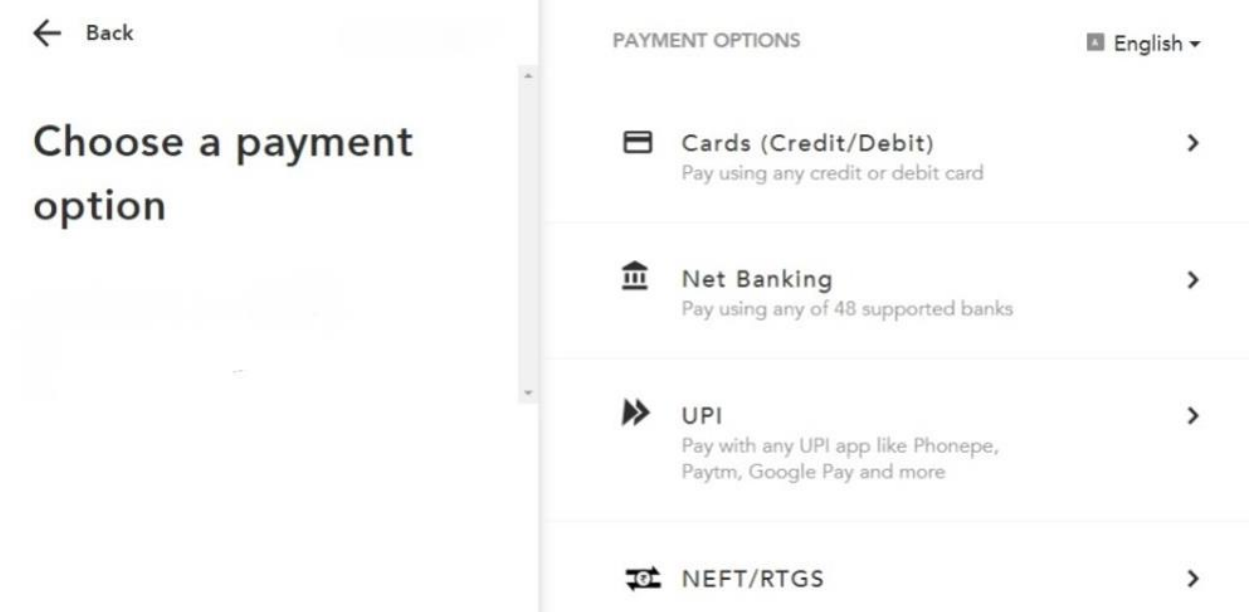 Back
Choose a payment
option
PAYMENT OPTIONS
English
Cards (Credit/Debit)
Pay using any credit or debit card
Net Banking
Pay using any of 48 supported banks
UPI
Pay with any UPI app like Phonepe,
Paytm, Google Pay and more
NEFT/RTGS